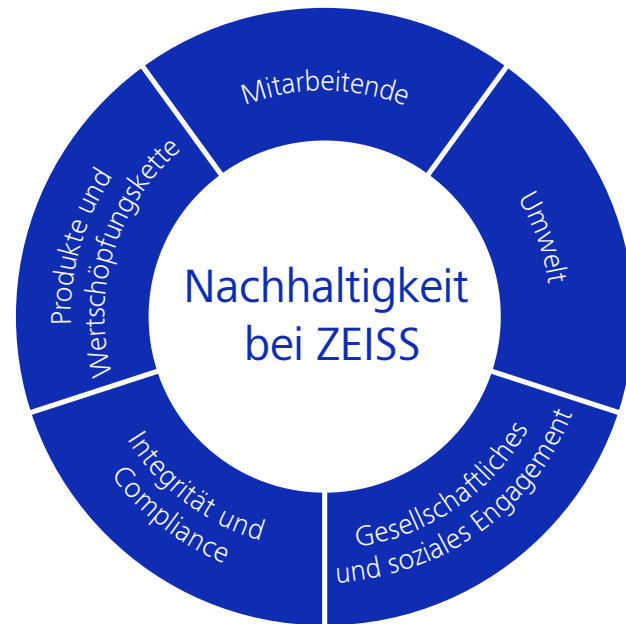 Mitarbeitende
Umwelt
Gesellschaftliches
und soziales Engagement
Integrität und
Compliance
Produkte und
Wertschöpfungskette
Nachhaltigkeit
bei ZEISS